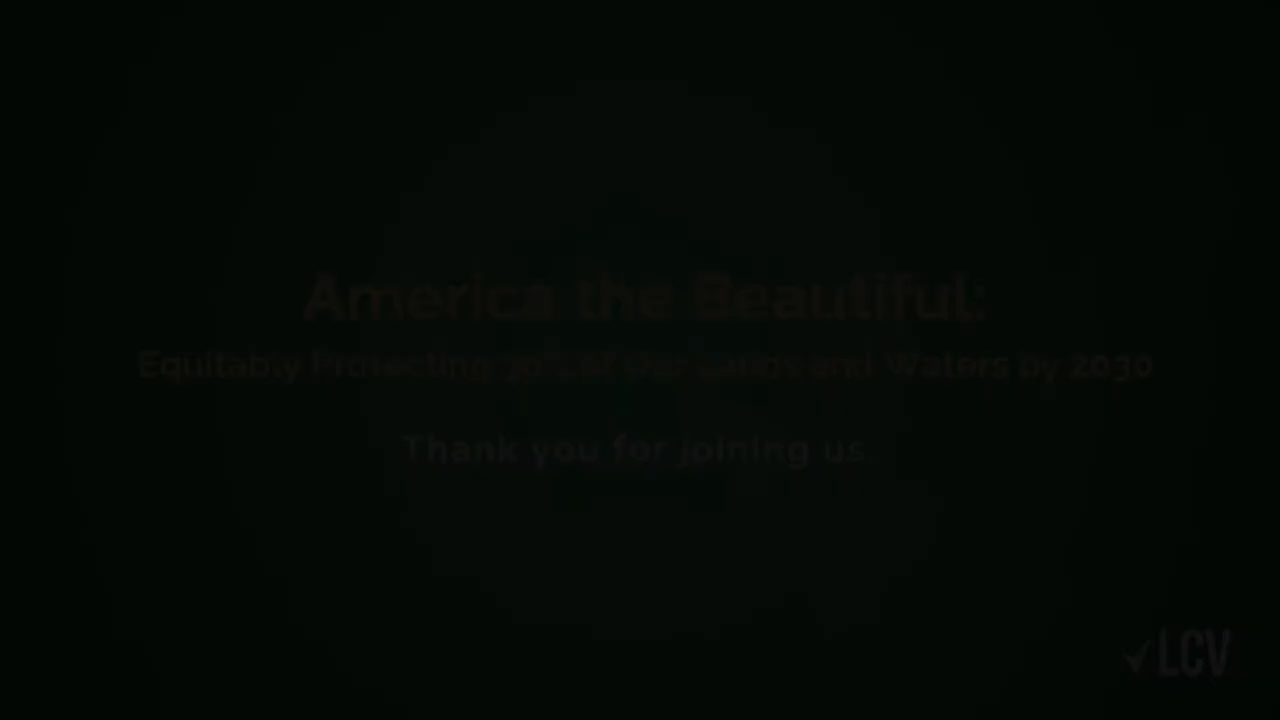 America the Beautiful:
Equitably Protecting 30% of Our Lands and Waters by 2030
Thank you for joining us.
LCV